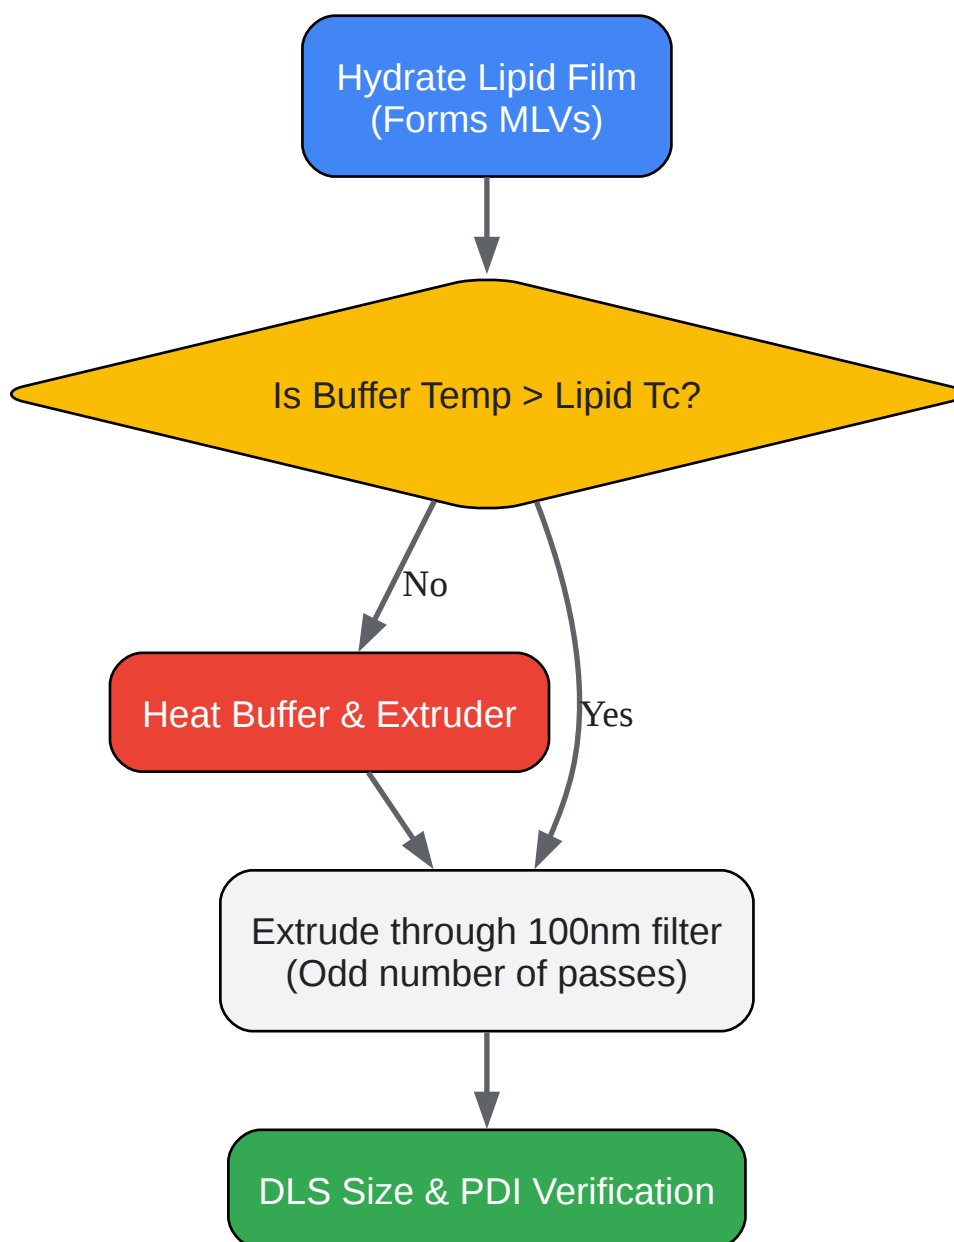 Hydrate Lipid Film
(Forms MLVs)
Is Buffer Temp > Lipid Tc?
No
Heat Buffer & Extruder
Yes
Extrude through 100nm filter
(Odd number of passes)
DLS Size & PDI Verification